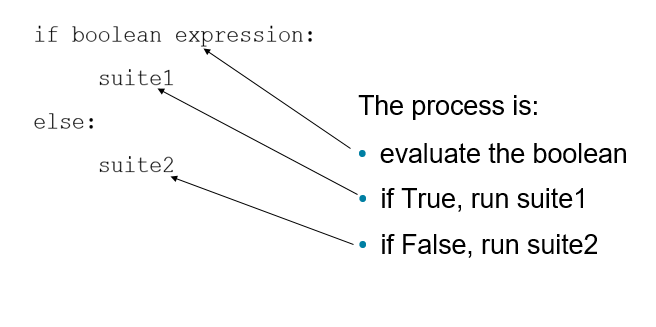 if boolean expression:
suite1
else:
suite2
The process is:
• evaluate the boolean
• if True, run suite1
• if False, run suite2